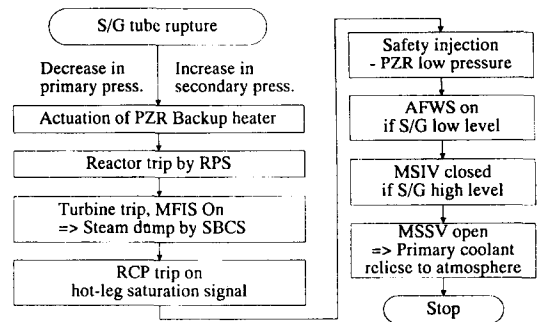 S/G tube rupture
Decrease in
primary press.
Increase in
secondary press.
Actuation of PZR Backup heater
Reactor trip by RPS
Turbine trip, MFIS On
=> Steam dump by SBCS
RCP trip on
hot-leg saturation signal
Safety injection
- PZR low pressure
AFWS on
if S/G low level
MSIV closed
if S/G high level
MSSV open
=> Primary coolant
reliese to atmosphere
Stop